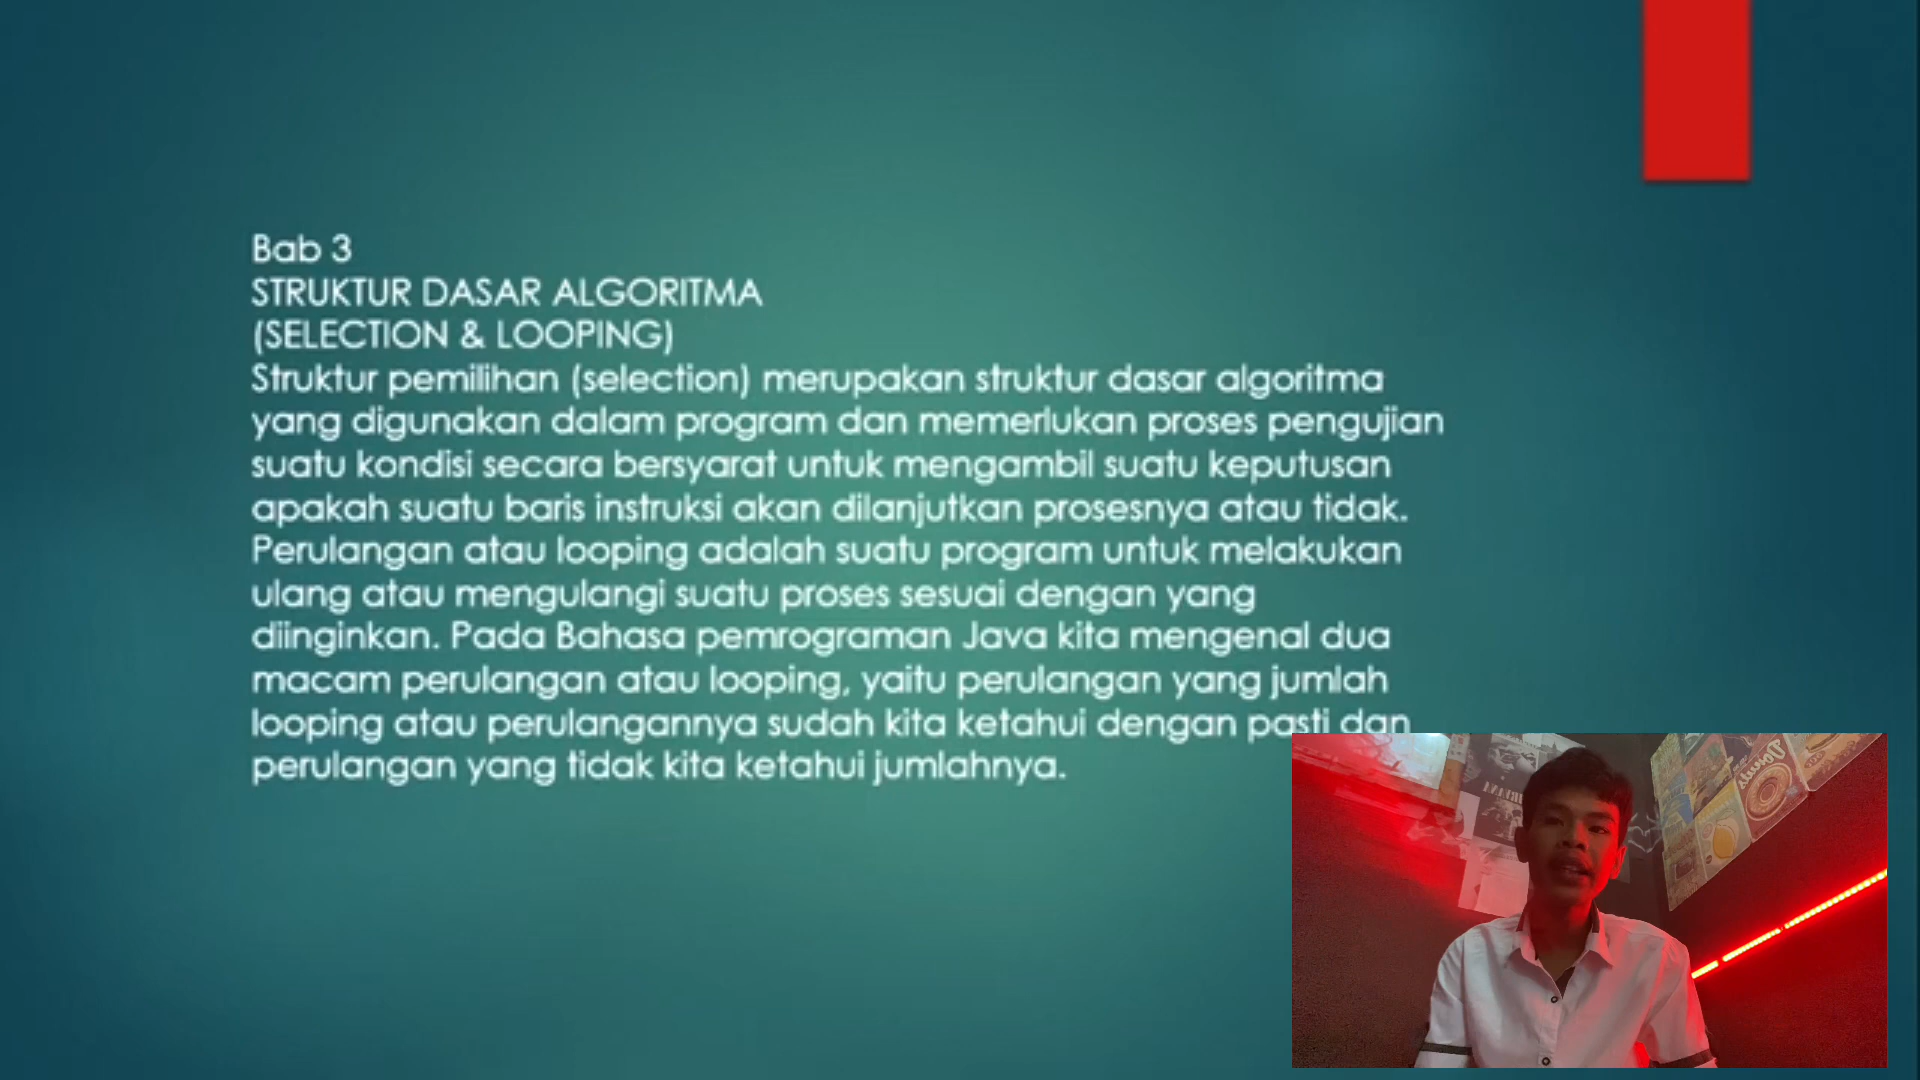 Bab 3
STRUKTUR DASAR ALGORITMA
(SELECTION & LOOPING)
Struktur pemilihan (selection) merupakan struktur dasar algoritma
yang digunakan dalam program dan memerlukan proses pengujian
suatu kondisi secara bersyarat untuk mengambil suatu keputusan
apakah suatu baris instruksi akan dilanjutkan prosesnya atau tidak.
Perulangan atau looping adalah suatu program untuk melakukan
ulang atau mengulangi suatu proses sesuai dengan yang
diinginkan. Pada Bahasa pemrograman Java kita mengenal dua
macam perulangan atau looping, yaitu perulangan yang jumlah
looping atau perulangannya sudah kita ketahui dengan pasti dan
perulangan yang tidak kita ketahui jumlahnya.
NIRVANA
Donuts